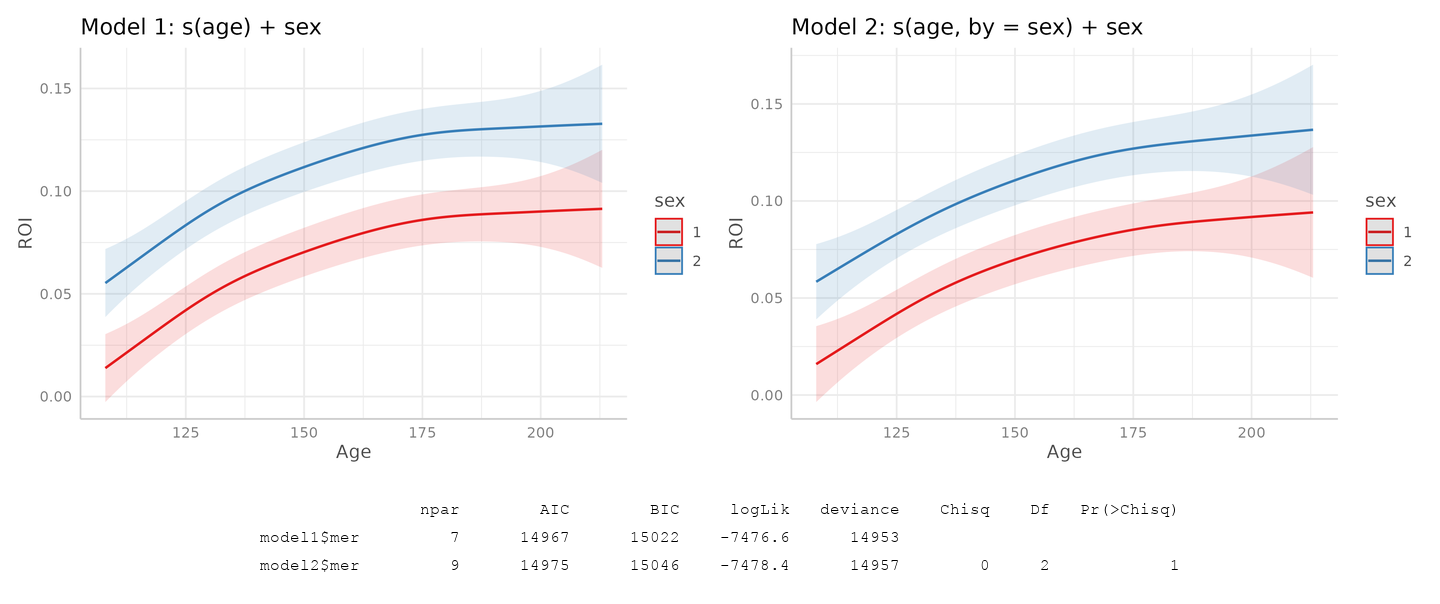 Model 1: s(age) + sex
0.15
0.10
0.05
0.00
ROI
125 150 175 200
Age
sex
1
2
Model 2: s(age, by = sex) + sex
0.15
0.10
0.05
0.00
ROI
125 150 175 200
Age
sex
1
2
npar AIC BIC logLik deviance Chisq Df Pr(>Chisq)
model1$mer 7 14967 15022 -7476.6 14953
model2$mer 9 14975 15046 -7478.4 14957 0 2 1